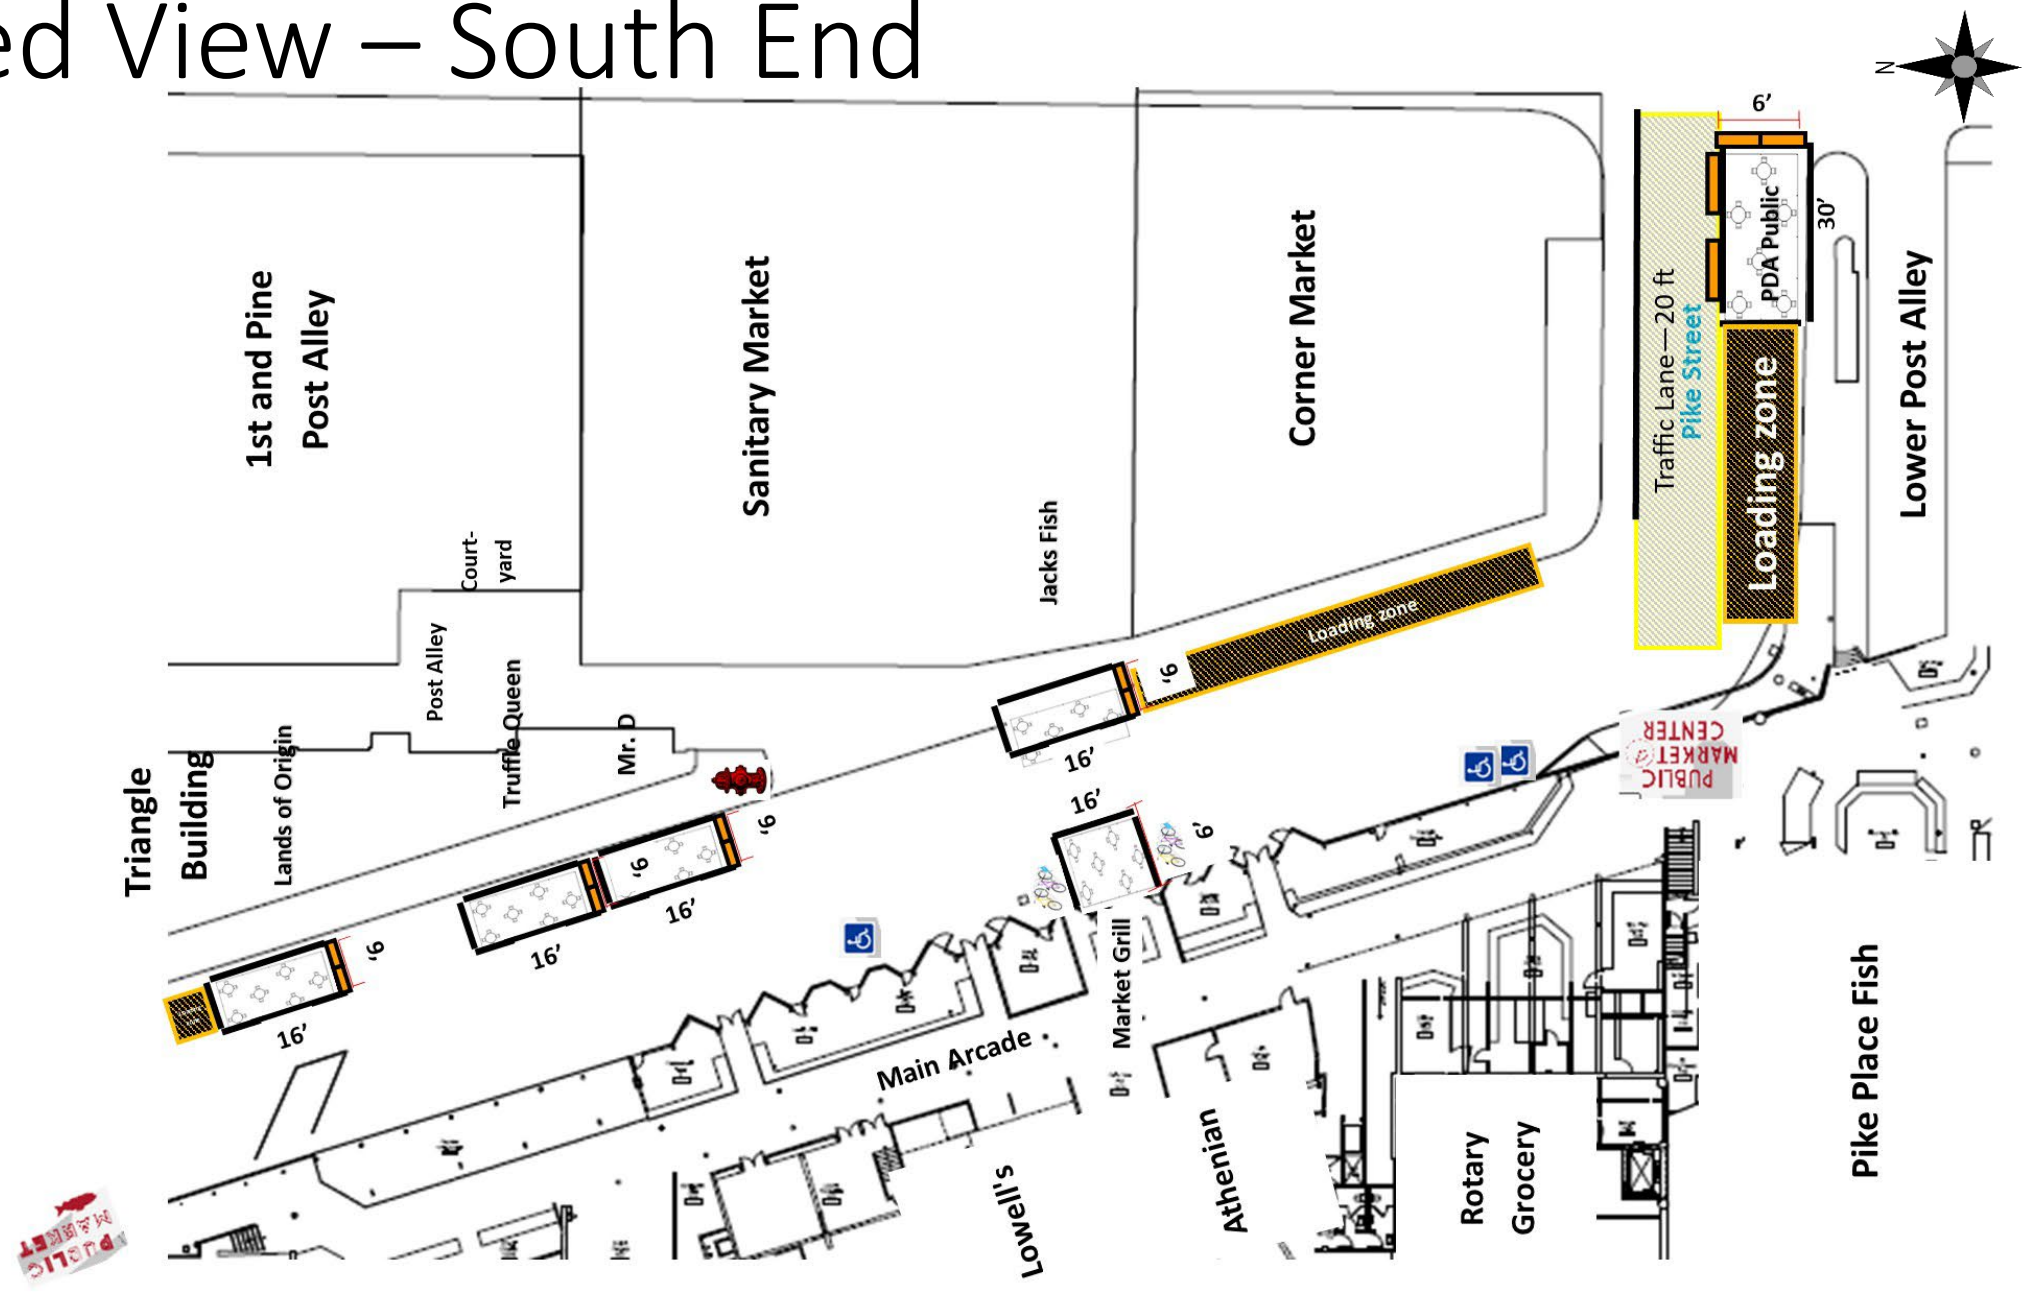 ed View – South End
N
6'
1st and Pine
Post Alley
Sanitary Market
Corner Market
Traffic Lane—20 ft
Pike Street
PDA Public
30'
Loading zone
Lower Post Alley
Court-
yard
Jacks Fish
Post Alley
Loading zone
6'
16'
Triangle
Building
Lands of Origin
Truffle Queen
Mr. D
PUBLIC
MARKET
CENTER
16'
6'
6'
6'
16'
16'
6'
16'
Market Grill
Main Arcade
Pike Place Fish
Lowell's
Athenian
Rotary
Grocery
PUBLIC
MARKET